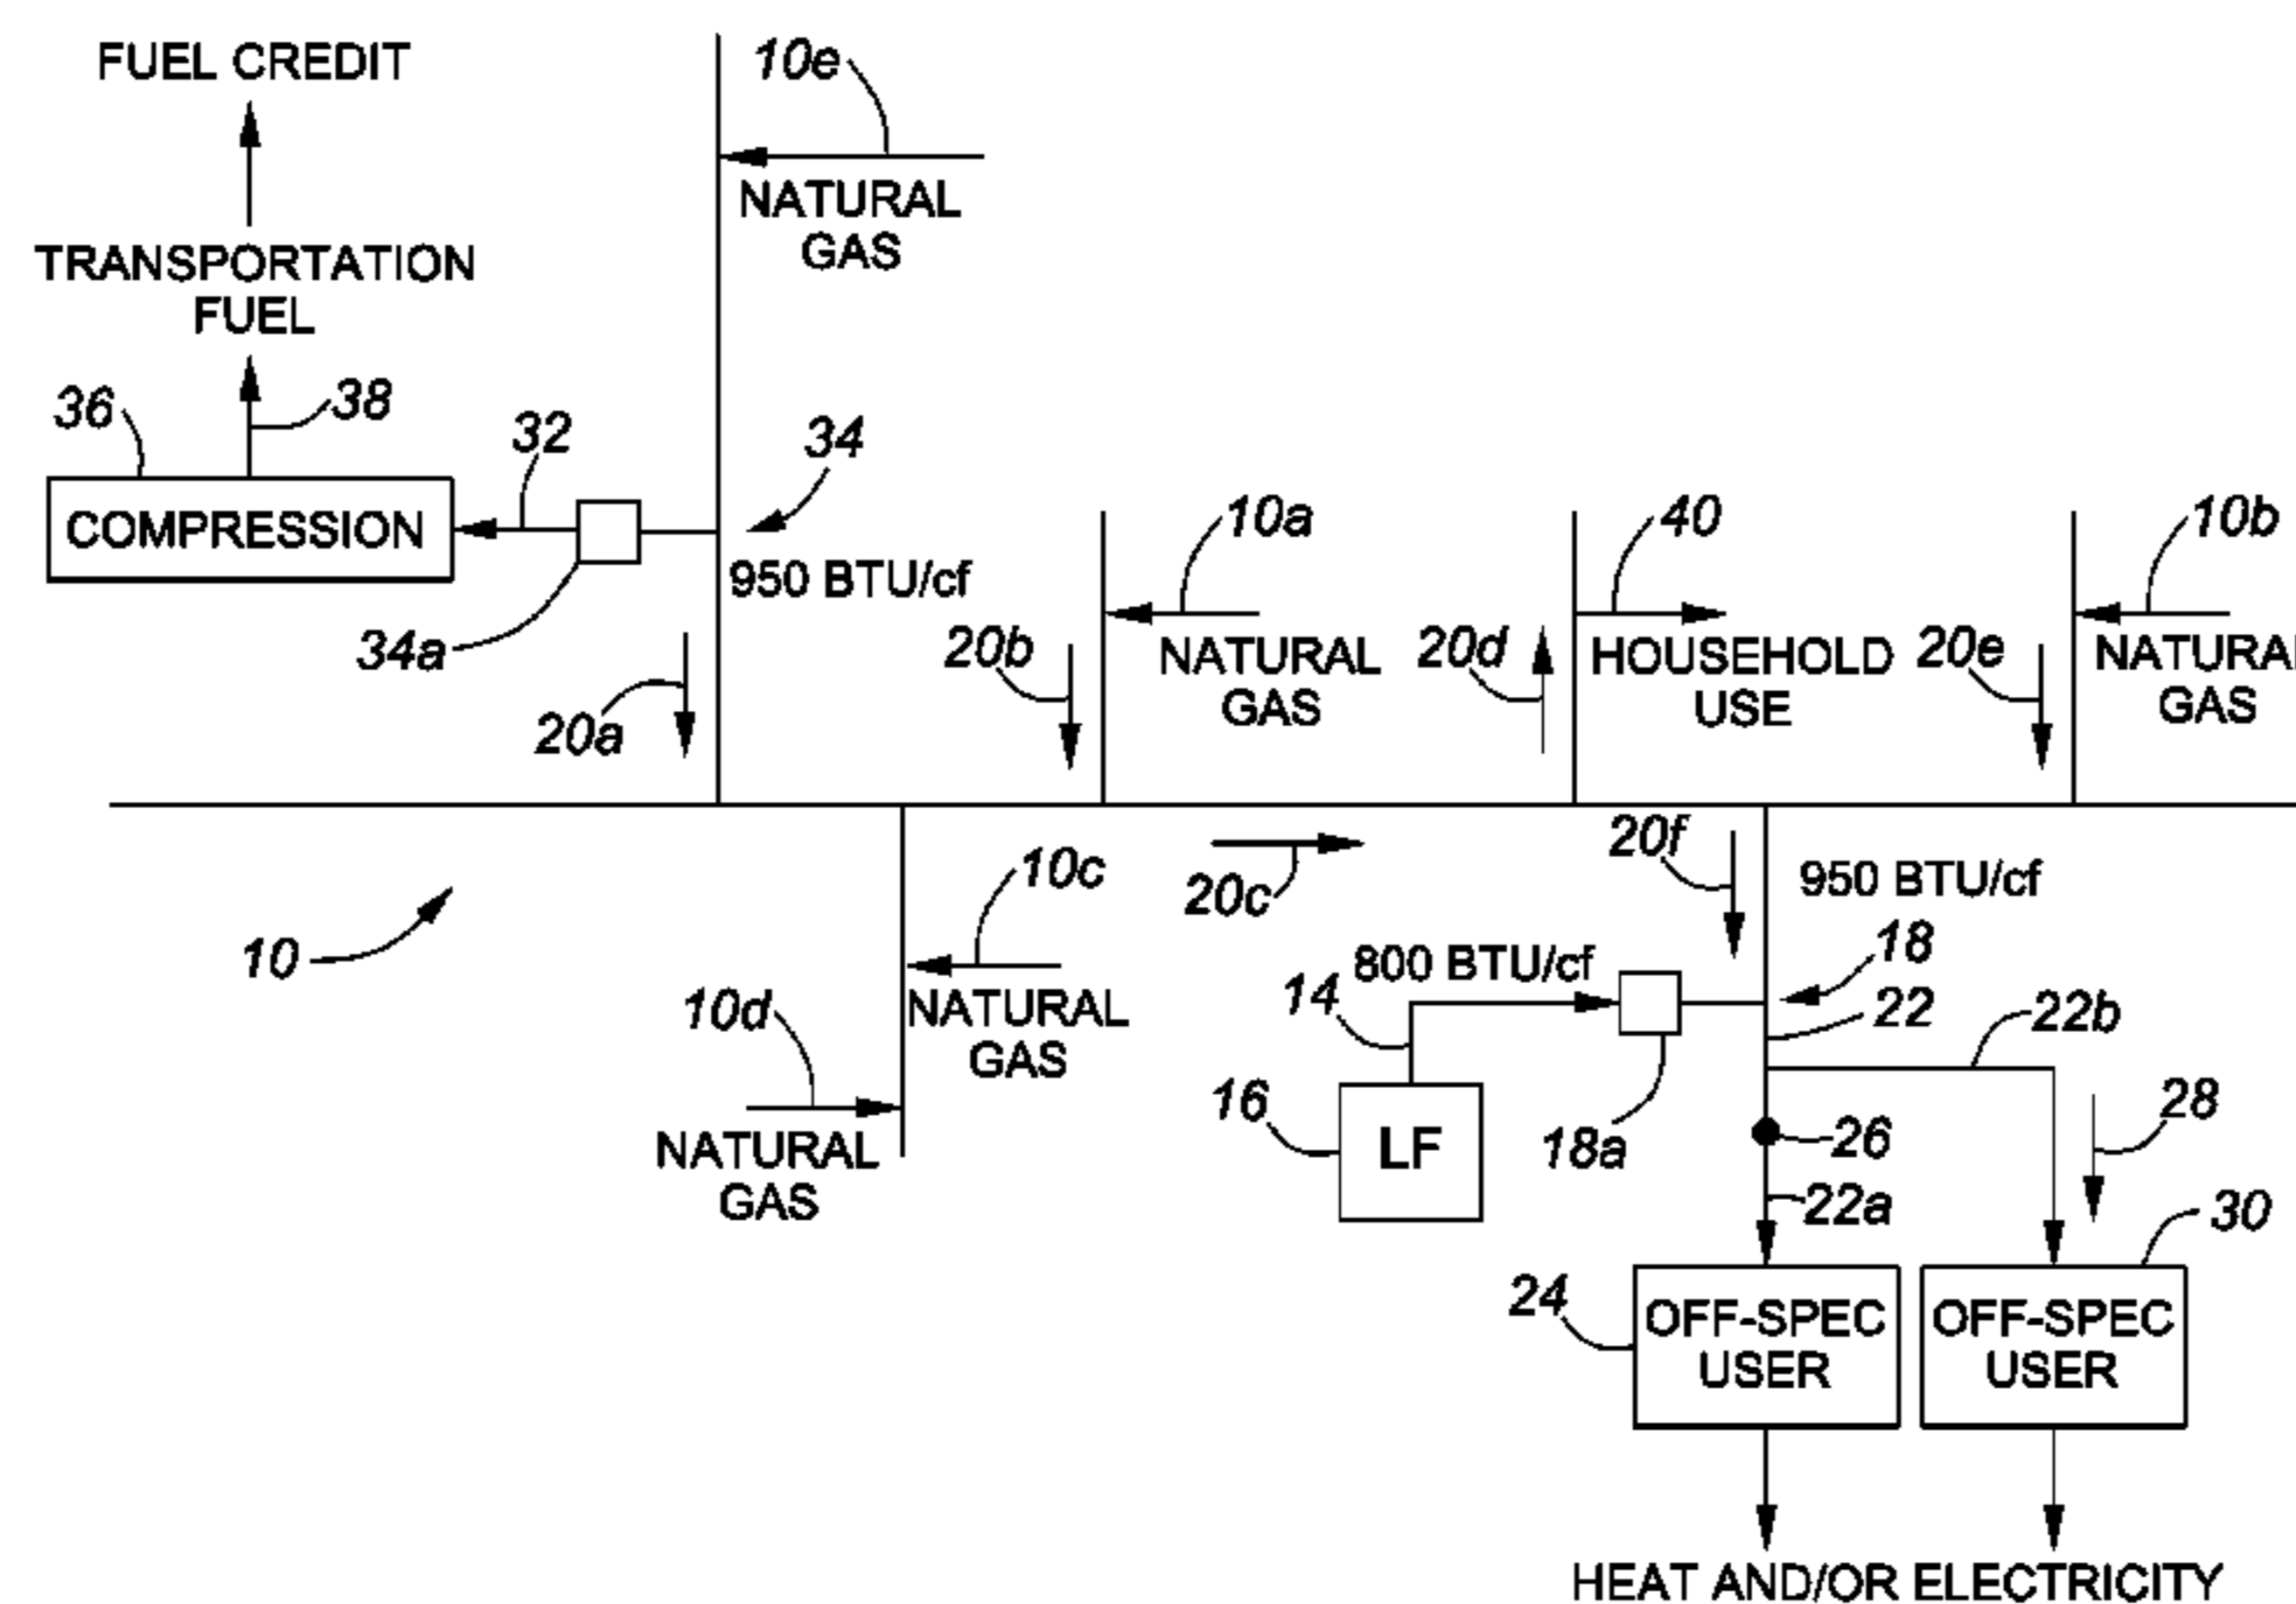 FUEL CREDIT
10e
NATURAL
GAS
TRANSPORTATION
FUEL
36
38
32
34
COMPRESSION
34a
950 BTU/cf
20a
20b
10a
NATURAL
GAS
20d
40
HOUSEHOLD
USE
20e
10b
NATURAL
GAS
10
10c
NATURAL
GAS
10d
NATURAL
GAS
20c
20f
950 BTU/cf
800 BTU/cf
14
18
22
22b
16
LF
18a
26
28
22a
30
24
OFF-SPEC
USER
OFF-SPEC
USER
HEAT AND/OR ELECTRICITY